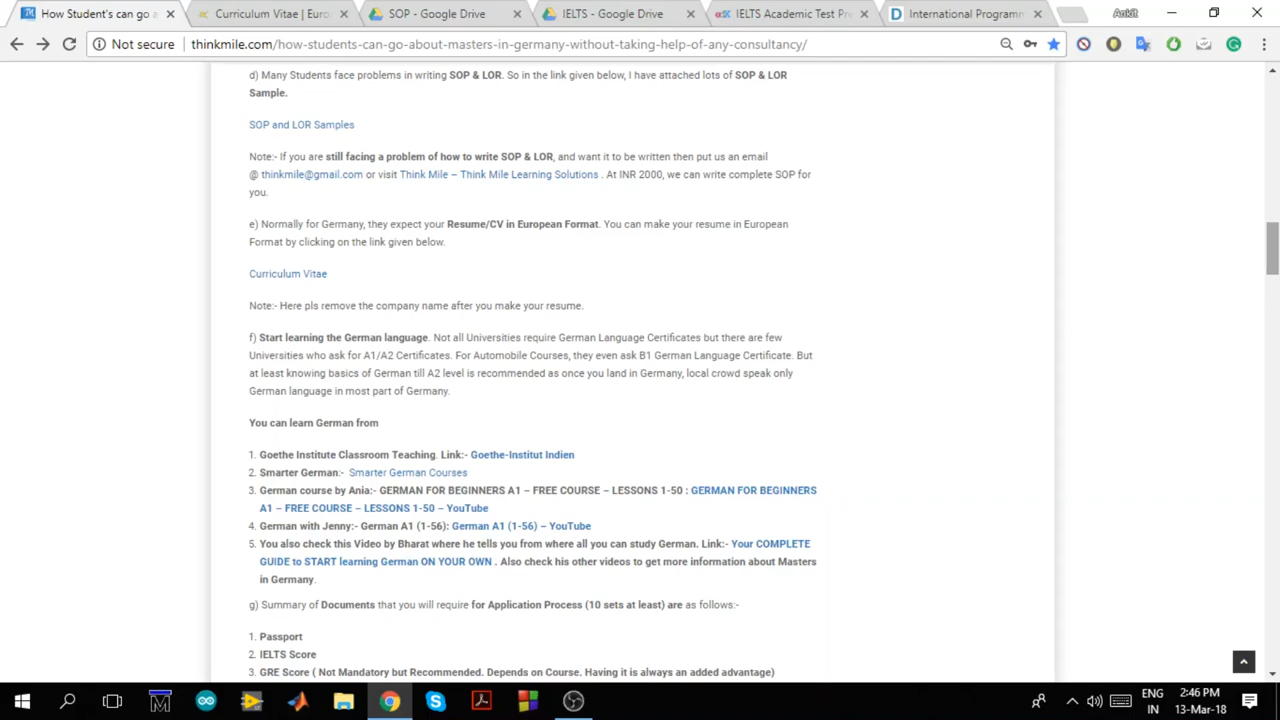 How Student's can go a
Curriculum Vitae | Euro
SOP - Google Drive
IELTS - Google Drive
IELTS Academic Test Pre
International Programm
Ankit
Not secure
thinkmile.com/how-students-can-go-about-masters-in-germany-without-taking-help-of-any-consultancy/
d) Many Students face problems in writing SOP & LOR. So in the link given below, I have attached lots of SOP & LOR
Sample.
SOP and LOR Samples
Note:- If you are still facing a problem of how to write SOP & LOR, and want it to be written then put us an email
@ thinkmile@gmail.com or visit Think Mile – Think Mile Learning Solutions . At INR 2000, we can write complete SOP for
you.
e) Normally for Germany, they expect your Resume/CV in European Format. You can make your resume in European
Format by clicking on the link given below.
Curriculum Vitae
Note:- Here pls remove the company name after you make your resume.
f) Start learning the German language. Not all Universities require German Language Certificates but there are few
Universities who ask for A1/A2 Certificates. For Automobile Courses, they even ask B1 German Language Certificate. But
at least knowing basics of German till A2 level is recommended as once you land in Germany, local crowd speak only
German language in most part of Germany.
You can learn German from
1. Goethe Institute Classroom Teaching. Link:- Goethe-Institut Indien
2. Smarter German:- Smarter German Courses
3. German course by Ania:- GERMAN FOR BEGINNERS A1 – FREE COURSE – LESSONS 1-50 : GERMAN FOR BEGINNERS
A1 – FREE COURSE – LESSONS 1-50 – YouTube
4. German with Jenny:- German A1 (1-56): German A1 (1-56) – YouTube
5. You also check this Video by Bharat where he tells you from where all you can study German. Link:- Your COMPLETE
GUIDE to START learning German ON YOUR OWN . Also check his other videos to get more information about Masters
in Germany.
g) Summary of Documents that you will require for Application Process (10 sets at least) are as follows:-
1. Passport
2. IELTS Score
3. GRE Score ( Not Mandatory but Recommended. Depends on Course. Having it is always an added advantage)
ENG
IN
2:46 PM
13-Mar-18